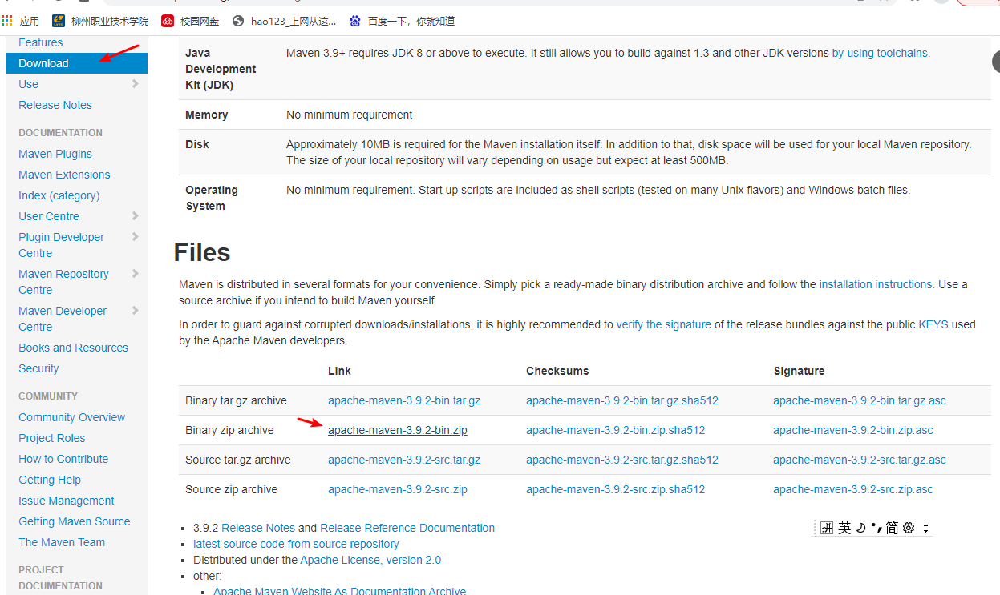 应用 柳州职业技术学院 校园网盘 hao123_上网从这... 百度一下，你就知道
Features
Download
Use
Release Notes
DOCUMENTATION
Maven Plugins
Maven Extensions
Index (category)
User Centre
Plugin Developer
Centre
Maven Repository
Centre
Maven Developer
Centre
Books and Resources
Security
COMMUNITY
Community Overview
Project Roles
How to Contribute
Getting Help
Issue Management
Getting Maven Source
The Maven Team
PROJECT
DOCUMENTATION
Java
Development
Kit (JDK)
Maven 3.9+ requires JDK 8 or above to execute. It still allows you to build against 1.3 and other JDK versions by using toolchains.
Memory
No minimum requirement
Disk
Approximately 10MB is required for the Maven installation itself. In addition to that, disk space will be used for your local Maven repository.
The size of your local repository will vary depending on usage but expect at least 500MB.
Operating
System
No minimum requirement. Start up scripts are included as shell scripts (tested on many Unix flavors) and Windows batch files.
Files
Maven is distributed in several formats for your convenience. Simply pick a ready-made binary distribution archive and follow the installation instructions. Use a
source archive if you intend to build Maven yourself.
In order to guard against corrupted downloads/installations, it is highly recommended to verify the signature of the release bundles against the public KEYS used
by the Apache Maven developers.
Link Checksums Signature
Binary tar.gz archive apache-maven-3.9.2-bin.tar.gz apache-maven-3.9.2-bin.tar.gz.sha512 apache-maven-3.9.2-bin.tar.gz.asc
Binary zip archive apache-maven-3.9.2-bin.zip apache-maven-3.9.2-bin.zip.sha512 apache-maven-3.9.2-bin.zip.asc
Source tar.gz archive apache-maven-3.9.2-src.tar.gz apache-maven-3.9.2-src.tar.gz.sha512 apache-maven-3.9.2-src.tar.gz.asc
Source zip archive apache-maven-3.9.2-src.zip apache-maven-3.9.2-src.zip.sha512 apache-maven-3.9.2-src.zip.asc
3.9.2 Release Notes and Release Reference Documentation
latest source code from source repository
Distributed under the Apache License, version 2.0
other:
Apache Maven Website As Documentation Archive
拼 英 简